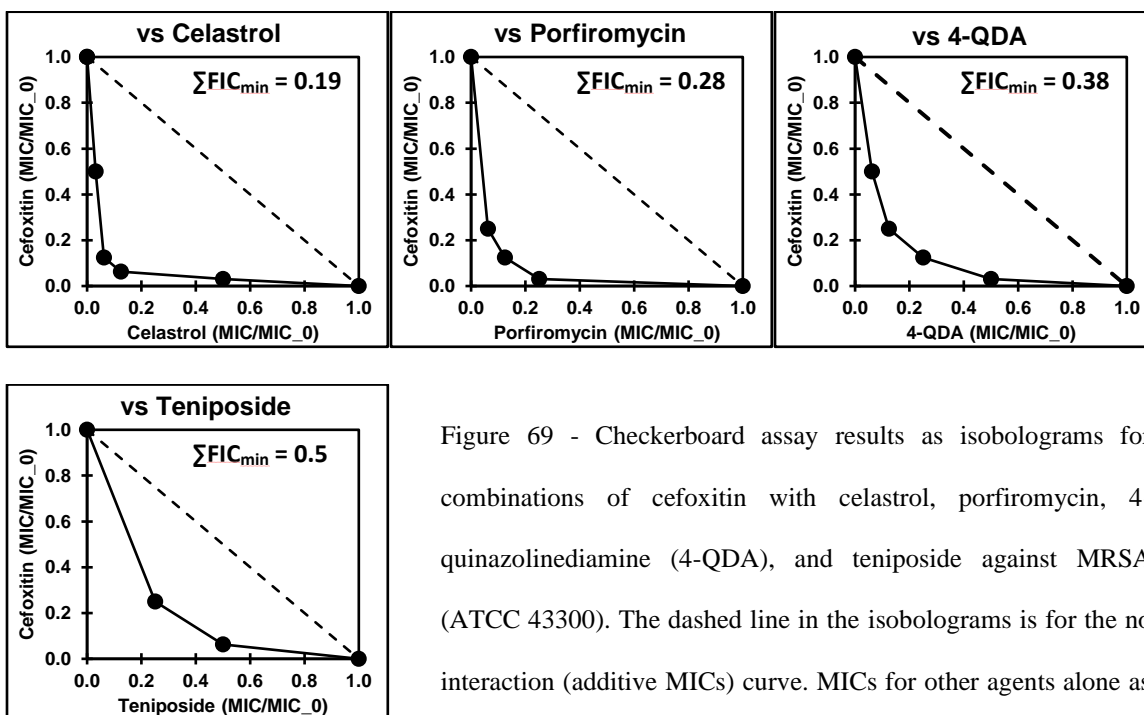 vs Celastrol
∑FICmin = 0.19
1.0
0.8
0.6
0.4
0.2
0.0
Cefoxitin (MIC/MIC_0)
0.0 0.2 0.4 0.6 0.8 1.0
Celastrol (MIC/MIC_0)
vs Porfiromycin
∑FICmin = 0.28
1.0
0.8
0.6
0.4
0.2
0.0
Cefoxitin (MIC/MIC_0)
0.0 0.2 0.4 0.6 0.8 1.0
Porfiromycin (MIC/MIC_0)
vs 4-QDA
∑FICmin = 0.38
1.0
0.8
0.6
0.4
0.2
0.0
Cefoxitin (MIC/MIC_0)
0.0 0.2 0.4 0.6 0.8 1.0
4-QDA (MIC/MIC_0)
vs Teniposide
∑FICmin = 0.5
1.0
0.8
0.6
0.4
0.2
0.0
Cefoxitin (MIC/MIC_0)
0.0 0.2 0.4 0.6 0.8 1.0
Teniposide (MIC/MIC_0)
Figure 69 - Checkerboard assay results as isobolograms for
combinations of cefoxitin with celastrol, porfiromycin, 4
quinazolinediamine (4-QDA), and teniposide against MRSA
(ATCC 43300). The dashed line in the isobolograms is for the no
interaction (additive MICs) curve. MICs for other agents alone as